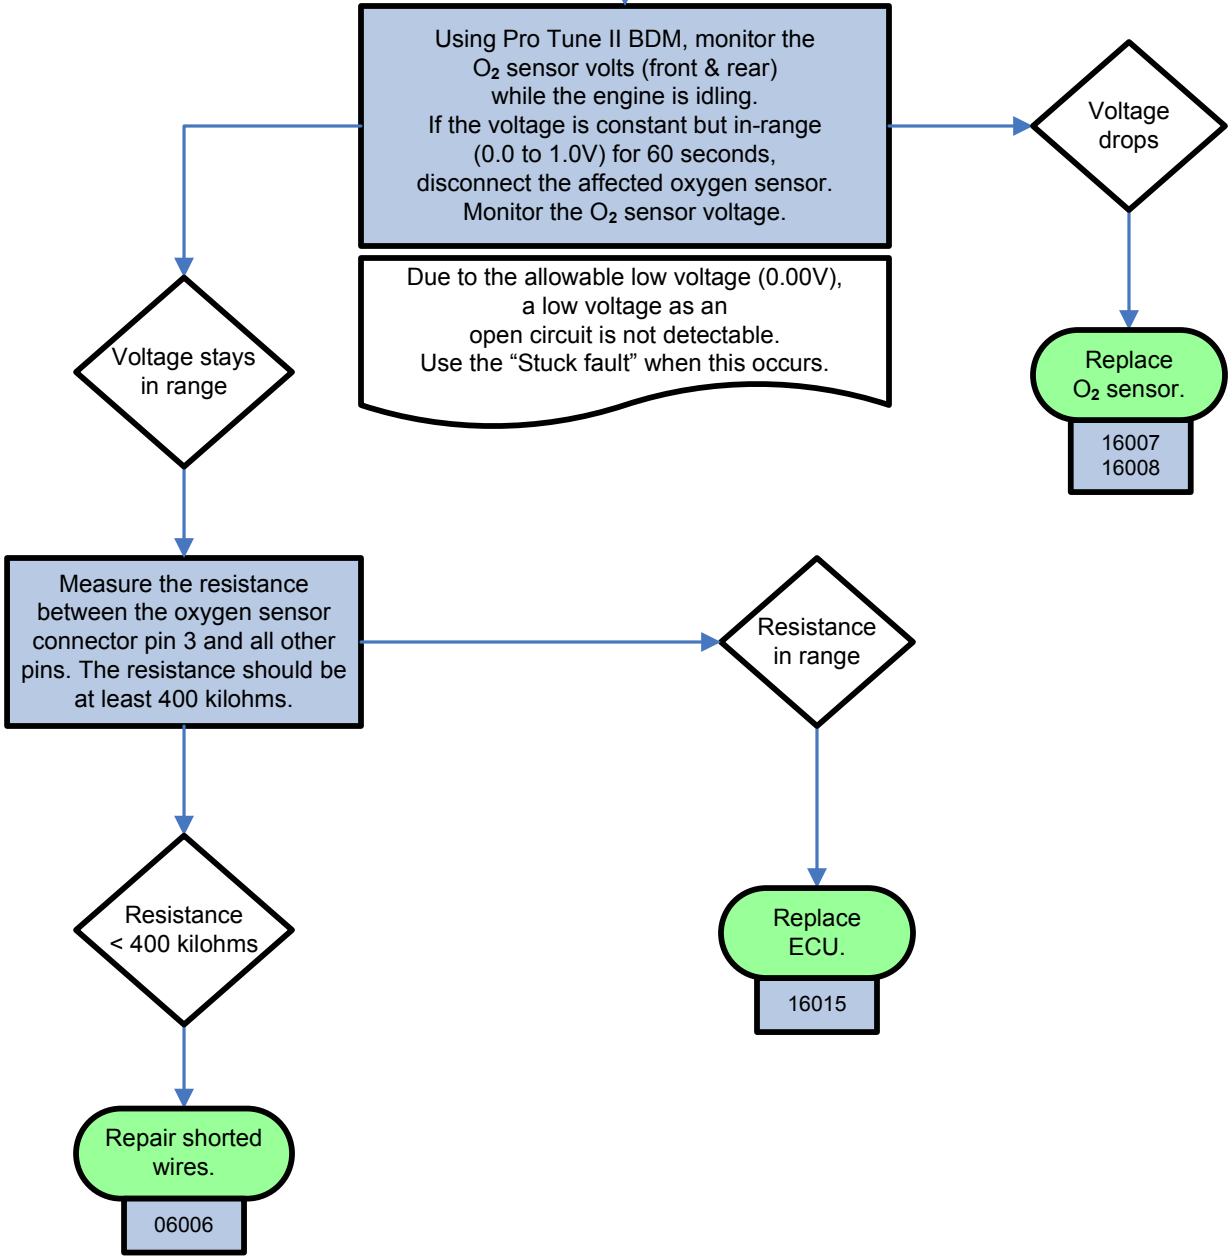 Using Pro Tune II BDM, monitor the
O₂ sensor volts (front & rear)
while the engine is idling.
If the voltage is constant but in-range
(0.0 to 1.0V) for 60 seconds,
disconnect the affected oxygen sensor.
Monitor the O₂ sensor voltage.
Voltage
drops
Due to the allowable low voltage (0.00V),
a low voltage as an
open circuit is not detectable.
Use the “Stuck fault” when this occurs.
Voltage stays
in range
Replace
O₂ sensor.
16007
16008
Measure the resistance
between the oxygen sensor
connector pin 3 and all other
pins. The resistance should be
at least 400 kilohms.
Resistance
in range
Resistance
< 400 kilohms
Replace
ECU.
16015
Repair shorted
wires.
06006